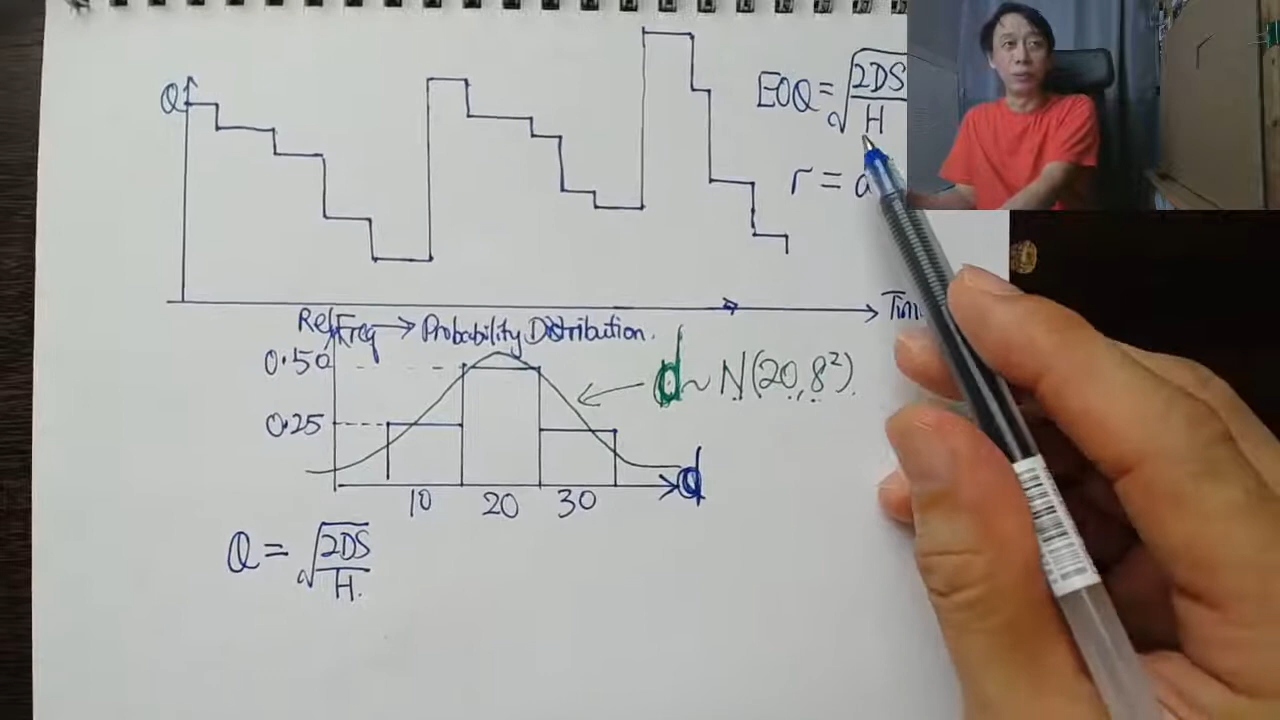 Q
EOQ = √2DS/H
r =
Time
Rel Freq → Probability Distribution.
0.50
d ~ N(20, 8²).
0.25
d
10 20 30
Q = √2DS/H.